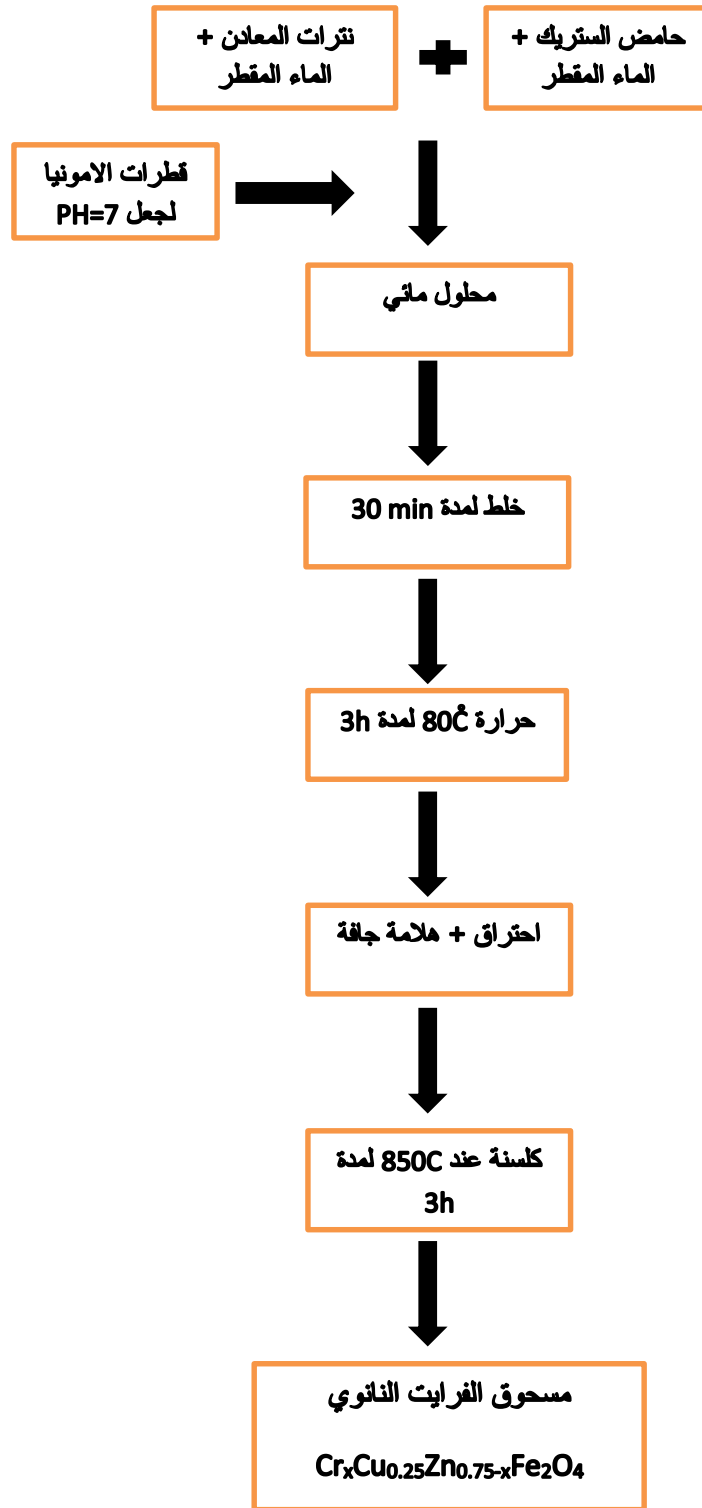 حامض الستريك +
الماء المقطر
نترات المعادن +
الماء المقطر
قطرات الامونيا
لجعل PH=7
محلول مائي
خلط لمدة 30 min
حرارة 80C̊ لمدة 3h
احتراق + هلامة جافة
كلسنة عند 850C لمدة
3h
مسحوق الفرايت النانوي
CrₓCu₀.₂₅Zn₀.₇₅₋ₓFe₂O₄